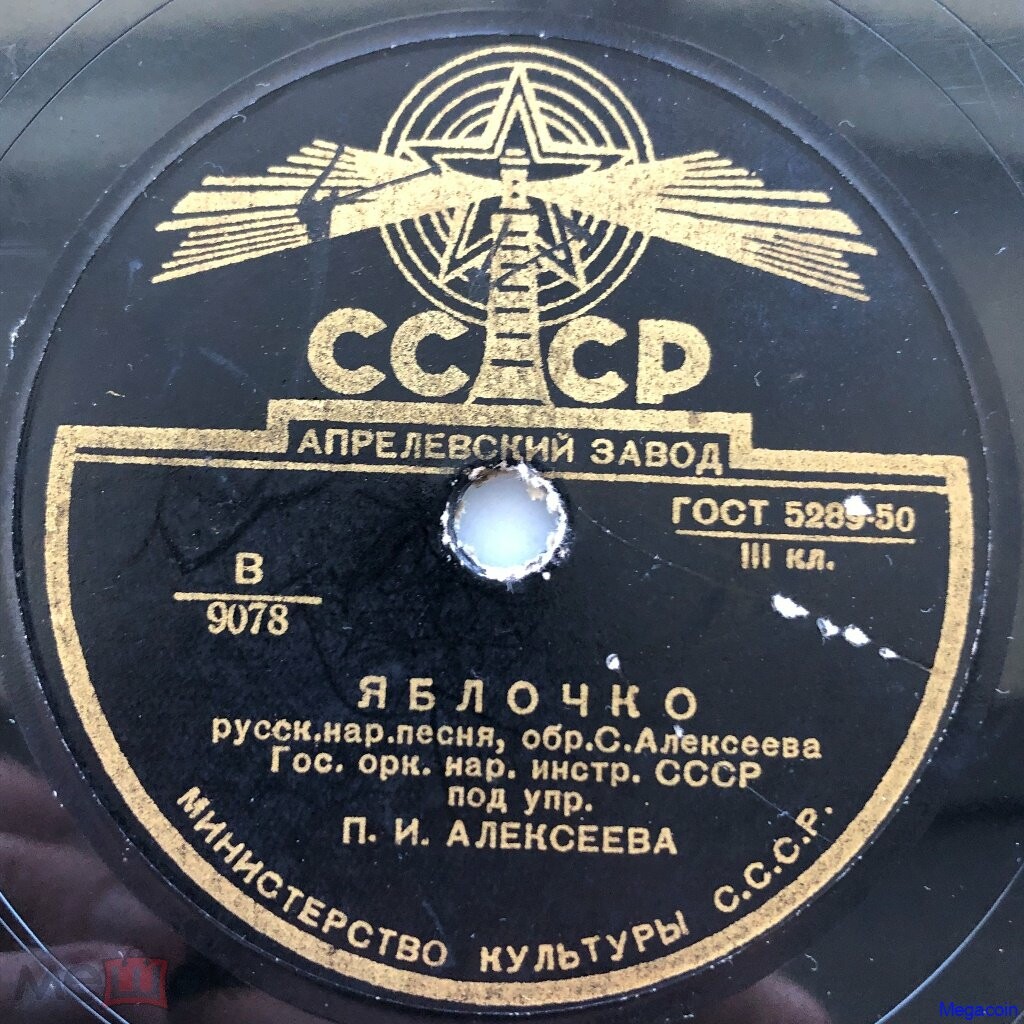 СССР
АПРЕЛЕВСКИЙ ЗАВОД
ГОСТ 5289-50
III кл.
В
9078
ЯБЛОЧКО
русск.нар.песня, обр.С.Алексеева
Гос. орк. нар. инстр. СССР
под упр.
П. И. АЛЕКСЕЕВА
МИНИСТЕРСТВО КУЛЬТУРЫ С.С.С.Р.
Megacoin